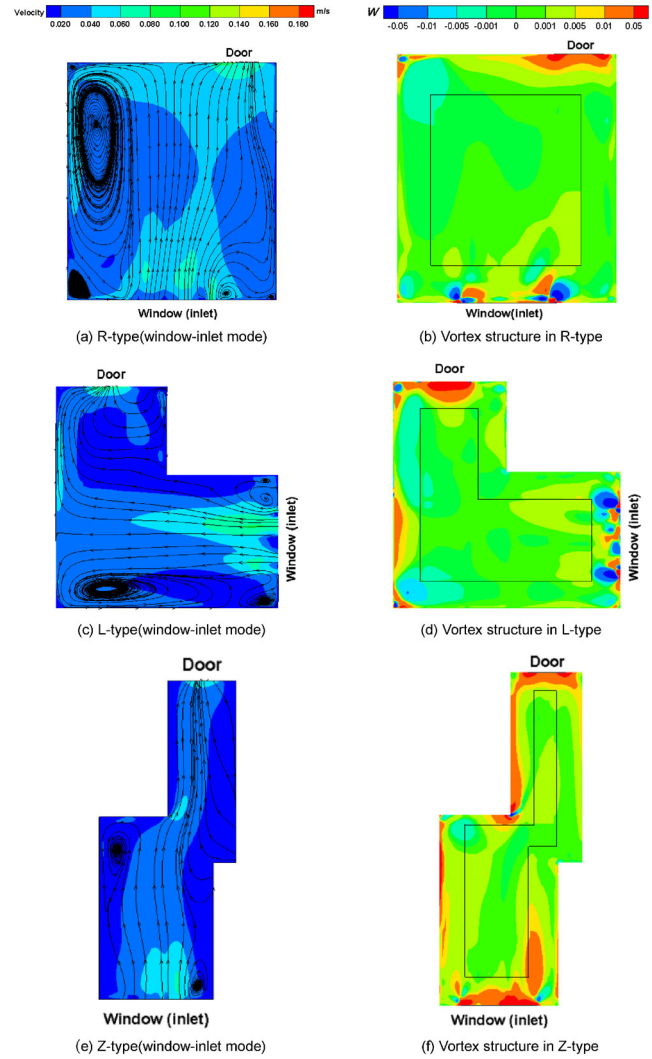 Velocity 0.020 0.040 0.060 0.080 0.100 0.120 0.140 0.160 0.180 m/s
W -0.05 -0.01 -0.005 -0.001 0 0.001 0.005 0.01 0.05
Door
Door
Window (inlet)
Window(inlet)
(a) R-type(window-inlet mode)
(b) Vortex structure in R-type
Door
Door
Window (inlet)
Window (inlet)
(c) L-type(window-inlet mode)
(d) Vortex structure in L-type
Door
Door
Window (inlet)
Window (inlet)
(e) Z-type(window-inlet mode)
(f) Vortex structure in Z-type